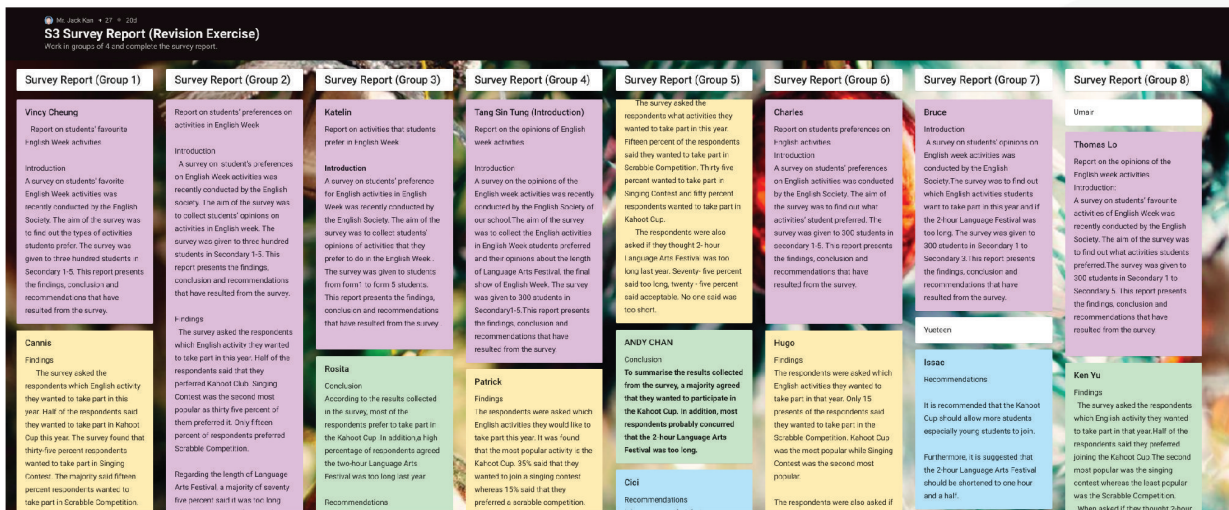 Mr. Jack Kan + 27 20d
S3 Survey Report (Revision Exercise)
Work in groups of 4 and complete the survey report.
Survey Report (Group 1)
Vincy Cheung
Report on students' favourite
English Week activities
Introduction
A survey on students' favorite
English Week activities was
recently conducted by the English
Society. The aim of the survey was
to find out the types of activities
students prefer. The survey was
given to three hundred students in
Secondary 1-5. This report presents
the findings, conclusion and
recommendations that have
resulted from the survey.
Cannis
Findings
The survey asked the
respondents which English activity
they wanted to take part in this
year. Half of the respondents said
they wanted to take part in Kahoot
Cup this year. The survey found that
thirty-five percent respondents
wanted to take part in Singing
Contest. The majority said fifteen
percent respondents wanted to
take part in Scrabble Competition.
Survey Report (Group 2)
Report on students' preferences on
activities in English Week
Introduction
A survey on student's preferences
on English Week activities was
recently conducted by the English
society. The aim of the survey was
to collect students' opinions on
activities in English week. The
survey was given to three hundred
students in Secondary 1-5. This
report presents the findings,
conclusion and recommendations
that have resulted from the survey.
Findings
The survey asked the respondents
which English activity they wanted
to take part in this year. Half of the
respondents said that they
perferred Kahoot Club. Singing
Contest was the second most
popular as thirty five percent of
them preferred it. Only fifteen
percent of respondents preferred
Scrabble Competition.
Regarding the length of Language
Arts Festival, a majority of seventy
five percent said it was too long
Survey Report (Group 3)
Katelin
Report on activities that students
prefer in English Week
Introduction
A survey on students' preference
for English activities in English
Week was recently conducted by
the English Society. The aim of the
survey was to collect students'
opinions of activities that they
prefer to do in the English Week.
The survey was given to students
from form1 to form 5 students.
This report presents the findings,
conclusion and recommendations
that have resulted from the survey
Rosita
Conclusion
According to the results collected
in the survey, most of the
respondents prefer to take part in
the Kahoot Cup. In addition,a high
percentage of respondents agreed
the two-hour Language Arts
Festival was too long last year
Recommendations
Survey Report (Group 4)
Tang Sin Tung (Introduction)
Report on the opinions of English
week activities
Introduction
A survey on the opinions of the
English week activities was recently
conducted by the English Society of
our school.The aim of the survey
was to collect the English activities
in English Week students preferred
and their opinions about the length
of Language Arts Festival, the final
show of English Week. The survey
was given to 300 students in
Secondary1-5.This report presents
the findings, conclusion and
recommendations that have
resulted from the survey
Patrick
Findings
The respondents were asked which
English activities they would like to
take part this year. It was found
that the most popular activity is the
Kahoot Cup. 35% said that they
wanted to join a singing contest
whereas 15% said that they
preferred a scrabble competition.
Survey Report (Group 5)
The survey asked the
respondents what activities they
wanted to take part in this year.
Fifteen percent of the respondents
said they wanted to take part in
Scrabble Competition. Thirty five
percent wanted to take part in
Singing Contest and fifty percent
respondents wanted to take part in
Kahoot Cup.
The respondents were also
asked if they thought 2- hour
Language Arts Festival was too
long last year. Seventy- five percent
said too long, twenty - five percent
said acceptable. No one said was
too short.
ANDY CHAN
Conclusion
To summarise the results collected
from the survey, a majority agreed
that they wanted to participate in
the Kahoot Cup. In addition, most
respondents probably concurred
that the 2-hour Language Arts
Festival was too long.
Cici
Recommendations
Survey Report (Group 6)
Charles
Report on students preferences on
English activities
Introduction
A survey on students' preferences
on English activities was conducted
by the English Society. The aim of
the survey was to find out what
activities' student preferred. The
survey was given to 300 students in
secondary 1-5. This report presents
the findings, conclusion and
recommendations that have
resulted from the survey.
Hugo
Findings
The respondents were asked which
English activities they wanted to
take part in that year. Only 15
presents of the respondents said
they wanted to take part in the
Scrabble Competition. Kahoot Cup
was the most popular while Singing
Contest was the second most
popular
The respondents were also asked if
Survey Report (Group 7)
Bruce
Introduction
A survey of students' opinions on
English week activities was
conducted by the English
Society.The survey was to find out
which English activities students
want to take part in this year and if
the 2-hour Language Festival was
too long. The survey was given to
300 students in Secondary 1 to
Secondary 3.This report presents
the findings, conclusion and
recommendations that have
resulted from the survey.
Yueteen
Issac
Recommendations
It is recommended that the Kahoot
Cup should allow more students
especially young students to join.
Furthermore, it is suggested that
the 2-hour Language Arts Festival
should be shortened to one hour
and a half.
Survey Report (Group 8)
Umair
Thomas Lo
Report on the opinions of the
English week activities
Introduction:
A survey on students' favourite
activities of English Week was
recently conducted by the English
Society. The aim of the survey was
to find out what activities students
preferred.The survey was given to
300 students in Secondary 1 to
Secondary 5. This report presents
the findings, conclusion and
recommendations that have
resulted from the survey.
Ken Yu
Findings
The survey asked the respondents
which English activity they wanted
to take part in that year.Half of the
respondents said they preferred
joining the Kahoot Cup The second
most popular was the singing
contest whereas the least popular
was the Scrabble Competition.
When asked if they thought 2-hour